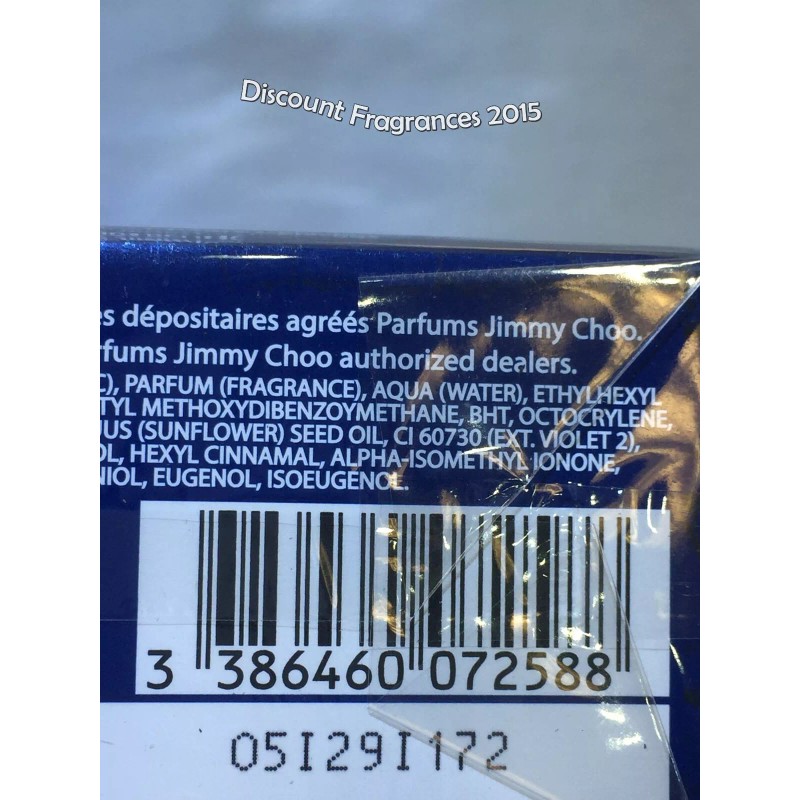 Discount Fragrances 2015
es dépositaires agréés Parfums Jimmy Choo.
rfums Jimmy Choo authorized dealers.
C), PARFUM (FRAGRANCE), AQUA (WATER), ETHYLHEXYL
TYL METHOXYDIBENZOYMETHANE, BHT, OCTOCRYLENE,
US (SUNFLOWER) SEED OIL, CI 60730 (EXT. VIOLET 2),
OL, HEXYL CINNAMAL, ALPHA-ISOMETHYL IONONE,
NIOL, EUGENOL, ISOEUGENOL.
3 386460 072588
05I29I172